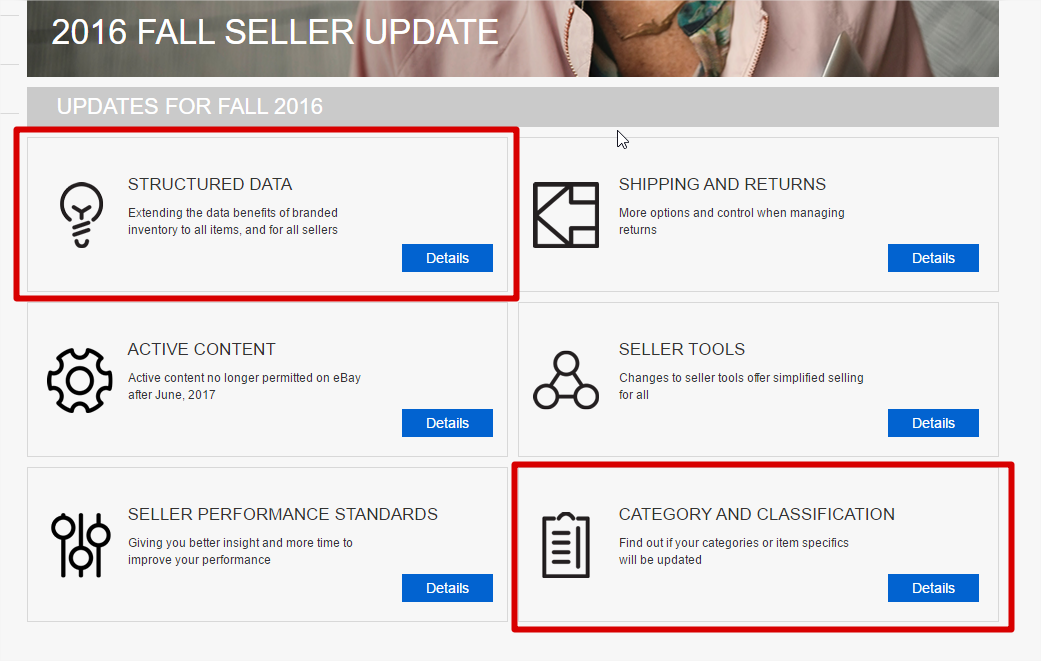 2016 FALL SELLER UPDATE
UPDATES FOR FALL 2016
STRUCTURED DATA
Extending the data benefits of branded
inventory to all items, and for all sellers
Details
SHIPPING AND RETURNS
More options and control when managing
returns
Details
ACTIVE CONTENT
Active content no longer permitted on eBay
after June, 2017
Details
SELLER TOOLS
Changes to seller tools offer simplified selling
for all
Details
SELLER PERFORMANCE STANDARDS
Giving you better insight and more time to
improve your performance
Details
CATEGORY AND CLASSIFICATION
Find out if your categories or item specifics
will be updated
Details